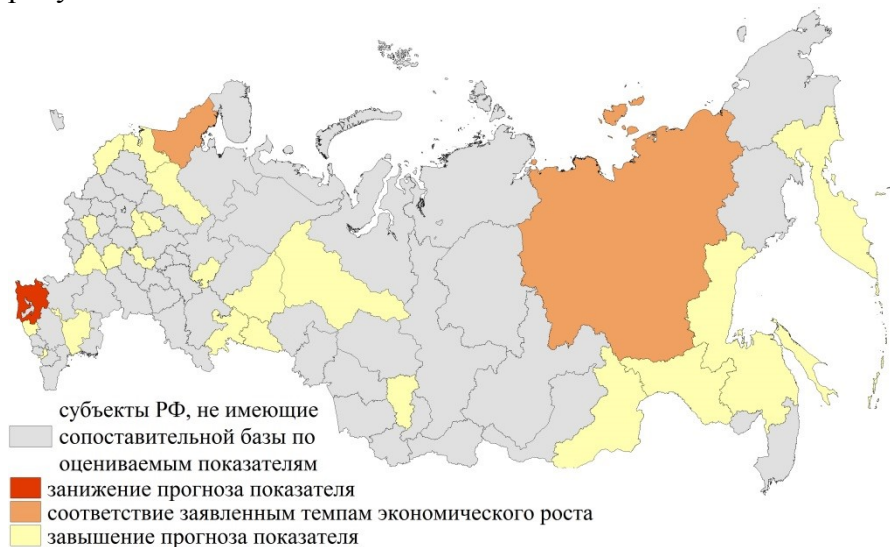 субъекты РФ, не имеющие
сопоставительной базы по
оцениваемым показателям
занижение прогноза показателя
соответствие заявленным темпам экономического роста
завышение прогноза показателя